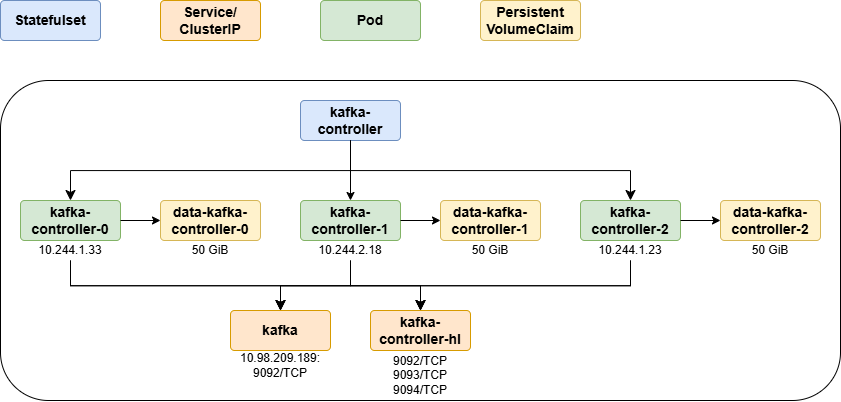 Statefulset
Service/
ClusterIP
Pod
Persistent
VolumeClaim
kafka-
controller
kafka-
controller-0
data-kafka-
controller-0
kafka-
controller-1
data-kafka-
controller-1
kafka-
controller-2
data-kafka-
controller-2
10.244.1.33
50 GiB
10.244.2.18
50 GiB
10.244.1.23
50 GiB
kafka
kafka-
controller-hl
10.98.209.189:
9092/TCP
9092/TCP
9093/TCP
9094/TCP